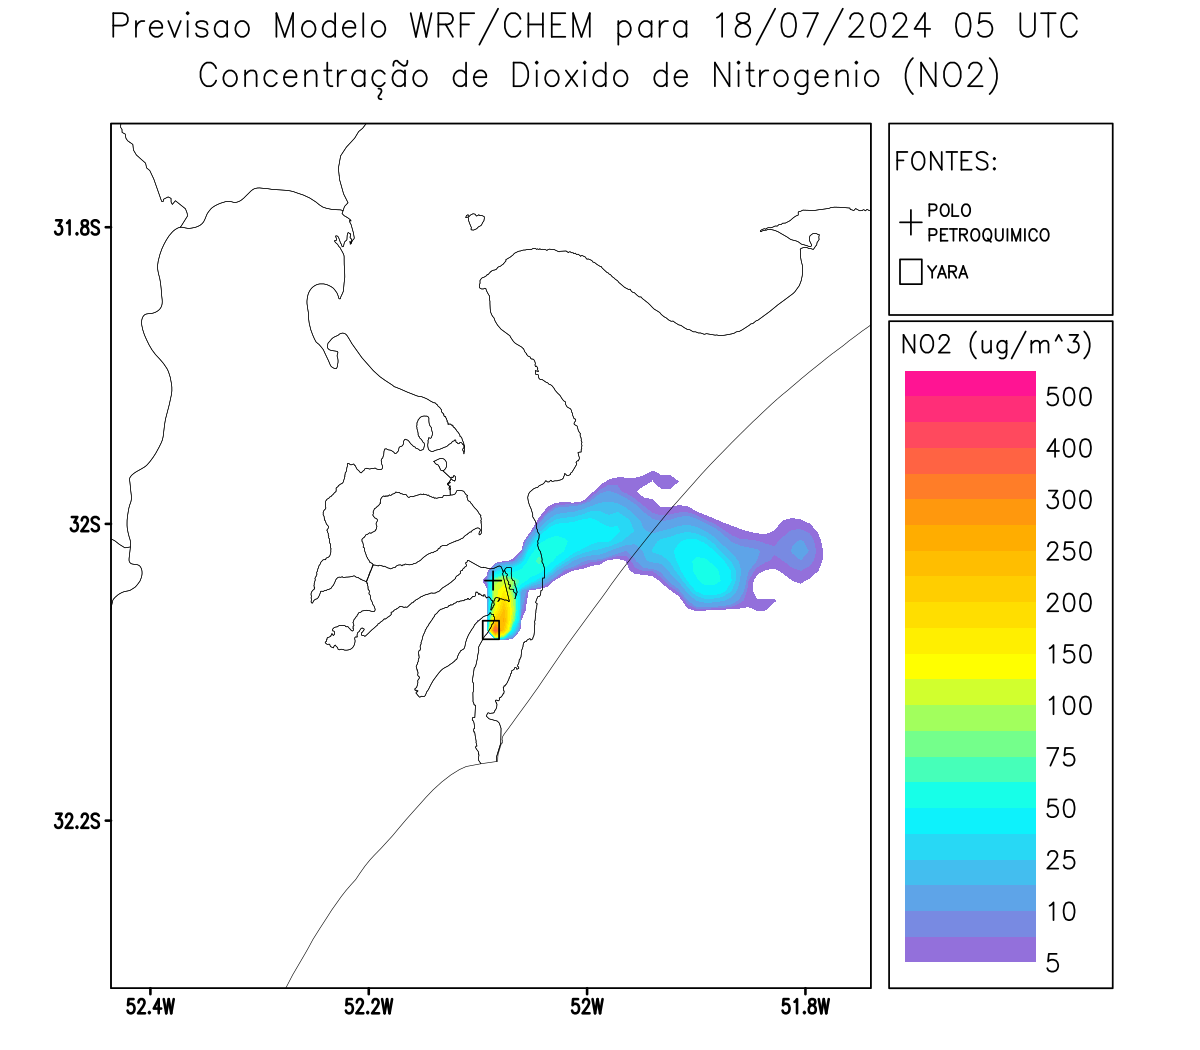 Previsao Modelo WRF/CHEM para 18/07/2024 05 UTC
Concentração de Dioxido de Nitrogenio (NO2)
FONTES:
POLO
PETROQUIMICO
YARA
31.8S
32S
32.2S
52.4W
52.2W
52W
51.8W
NO2 (ug/m^3)
500
400
300
250
200
150
100
75
50
25
10
5